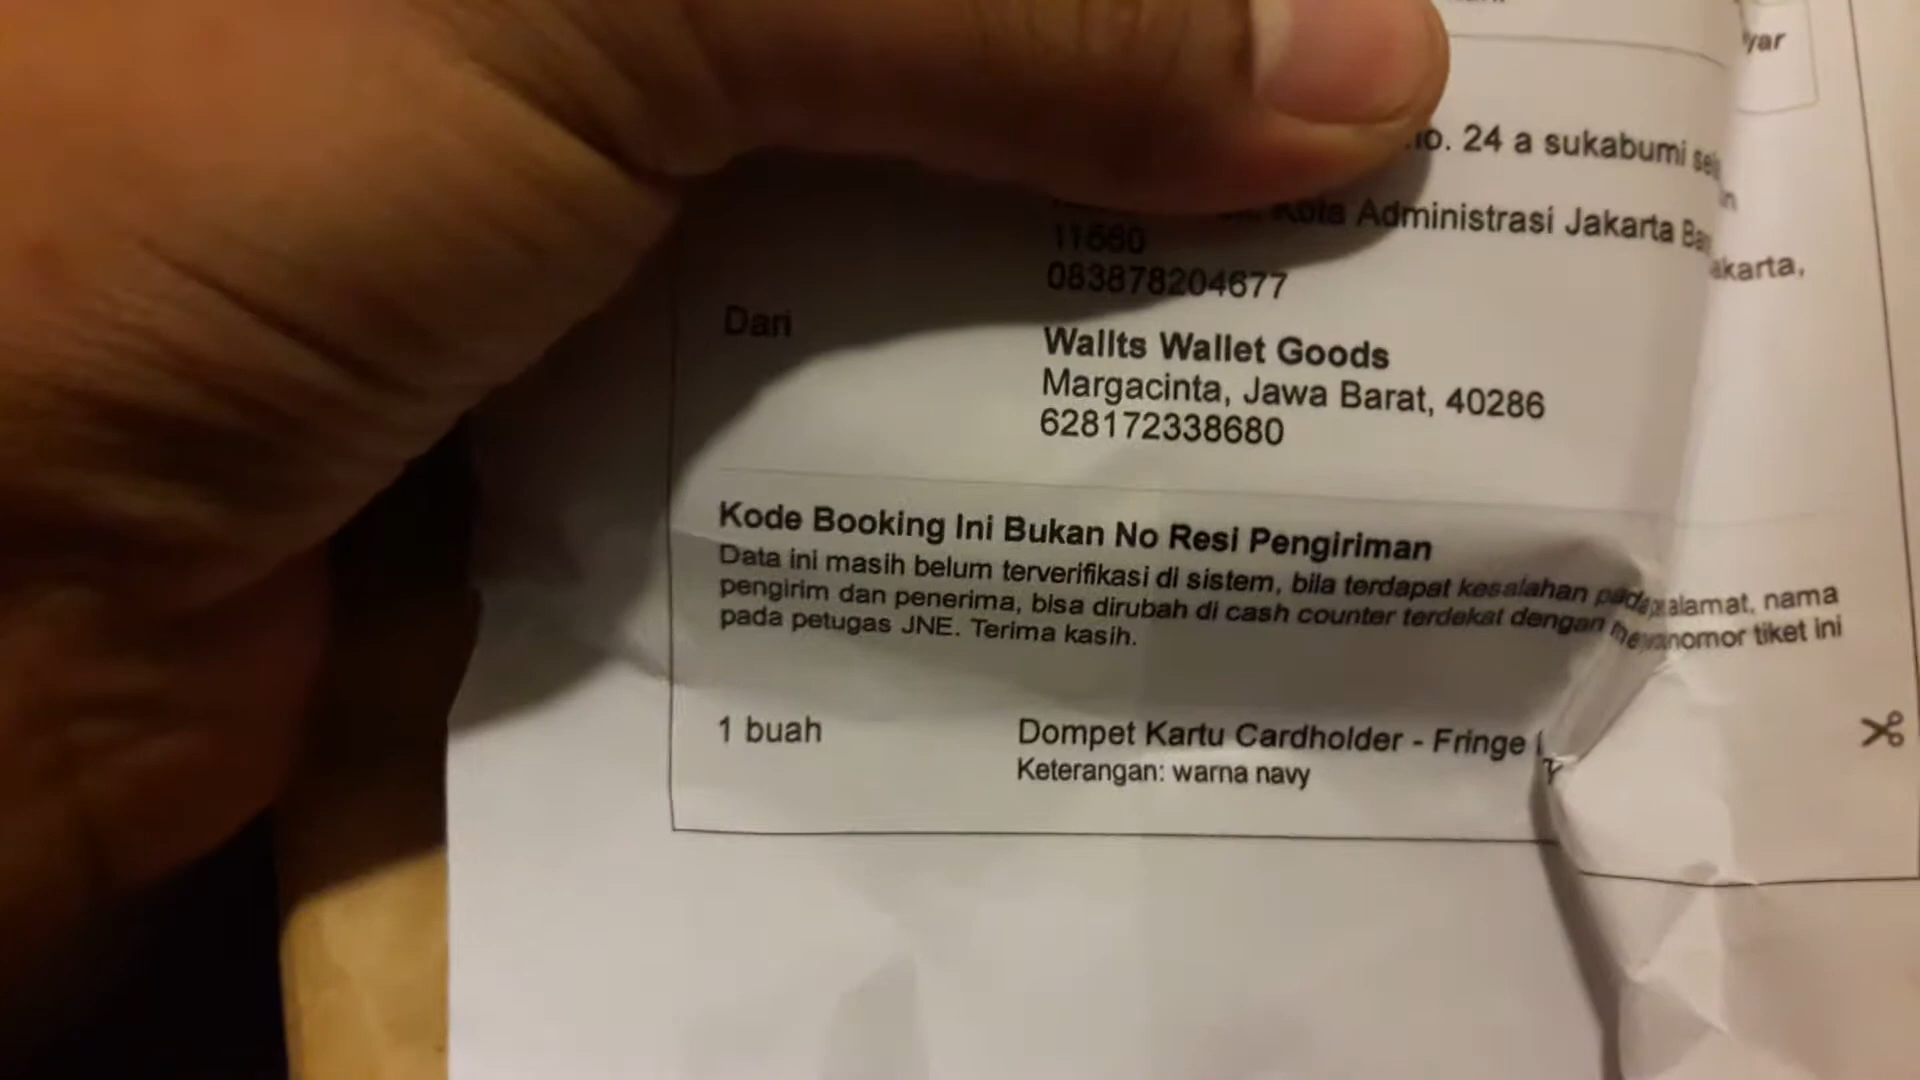 24 a sukabumi
Kota Administrasi Jakarta
11560
083878204677
Dari
Wallts Wallet Goods
Margacinta, Jawa Barat, 40286
628172338680
Kode Booking Ini Bukan No Resi Pengiriman
Data ini masih belum terverifikasi di sistem, bila terdapat kesalahan pada alamat, nama
pengirim dan penerima, bisa dirubah di cash counter terdekat dengan nomor tiket ini
pada petugas JNE. Terima kasih.
1 buah
Dompet Kartu Cardholder - Fringe
Keterangan: warna navy